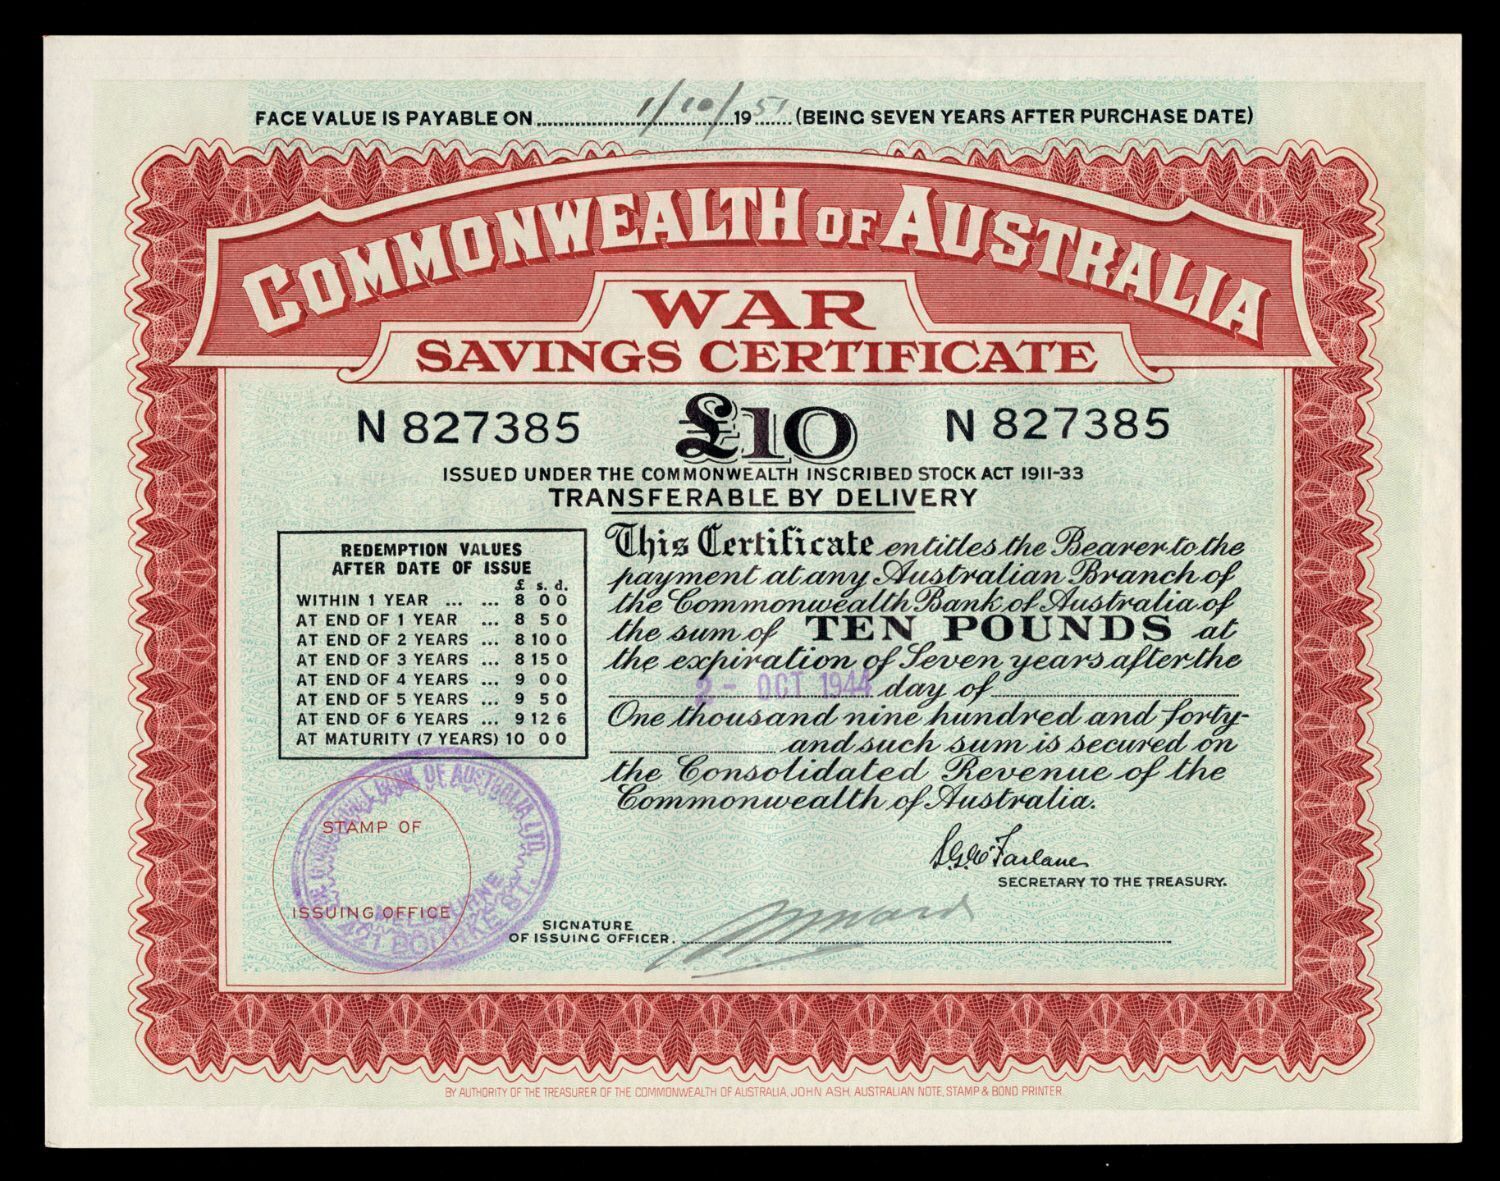 FACE VALUE IS PAYABLE ON 1/10/ 1951 (BEING SEVEN YEARS AFTER PURCHASE DATE)
COMMONWEALTH OF AUSTRALIA
WAR
SAVINGS CERTIFICATE
N 827385 £10 N 827385
ISSUED UNDER THE COMMONWEALTH INSCRIBED STOCK ACT 1911-33
TRANSFERABLE BY DELIVERY
REDEMPTION VALUES
AFTER DATE OF ISSUE
£ s. d.
WITHIN 1 YEAR ... ... 8 0 0
AT END OF 1 YEAR ... 8 5 0
AT END OF 2 YEARS ... 8 10 0
AT END OF 3 YEARS ... 8 15 0
AT END OF 4 YEARS ... 9 0 0
AT END OF 5 YEARS ... 9 5 0
AT END OF 6 YEARS ... 9 12 6
AT MATURITY (7 YEARS) 10 0 0
This Certificate entitles the Bearer to the
payment at any Australian Branch of
the Commonwealth Bank of Australia of
the sum of TEN POUNDS at
the expiration of Seven years after the
2 - OCT 1944 day of
One thousand nine hundred and forty-
and such sum is secured on
the Consolidated Revenue of the
Commonwealth of Australia.
BANK OF AUSTRALIA LTD.
STAMP OF
ISSUING OFFICE
MELBOURNE
421 BOURKE ST.
S.G. McFarlane
SECRETARY TO THE TREASURY.
SIGNATURE
OF ISSUING OFFICER.
BY AUTHORITY OF THE TREASURER OF THE COMMONWEALTH OF AUSTRALIA, JOHN ASH, AUSTRALIAN NOTE, STAMP & BOND PRINTER